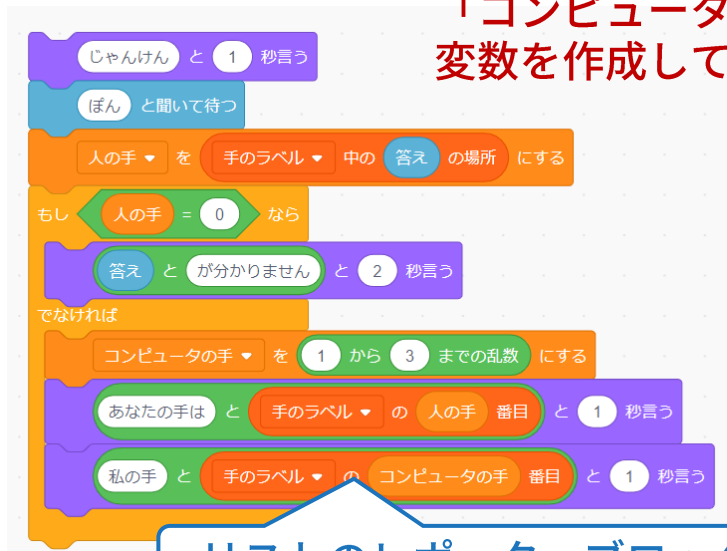 「コンピュータ
変数を作成して
じゃんけん と 1 秒言う
ぽん と聞いて待つ
人の手 を 手のラベル 中の 答え の場所 にする
もし 人の手 = 0 なら
答え と が分かりません と 2 秒言う
でなければ
コンピュータの手 を 1 から 3 までの乱数 にする
あなたの手は と 手のラベル の 人の手 番目 と 1 秒言う
私の手 と 手のラベル の コンピュータの手 番目 と 1 秒言う